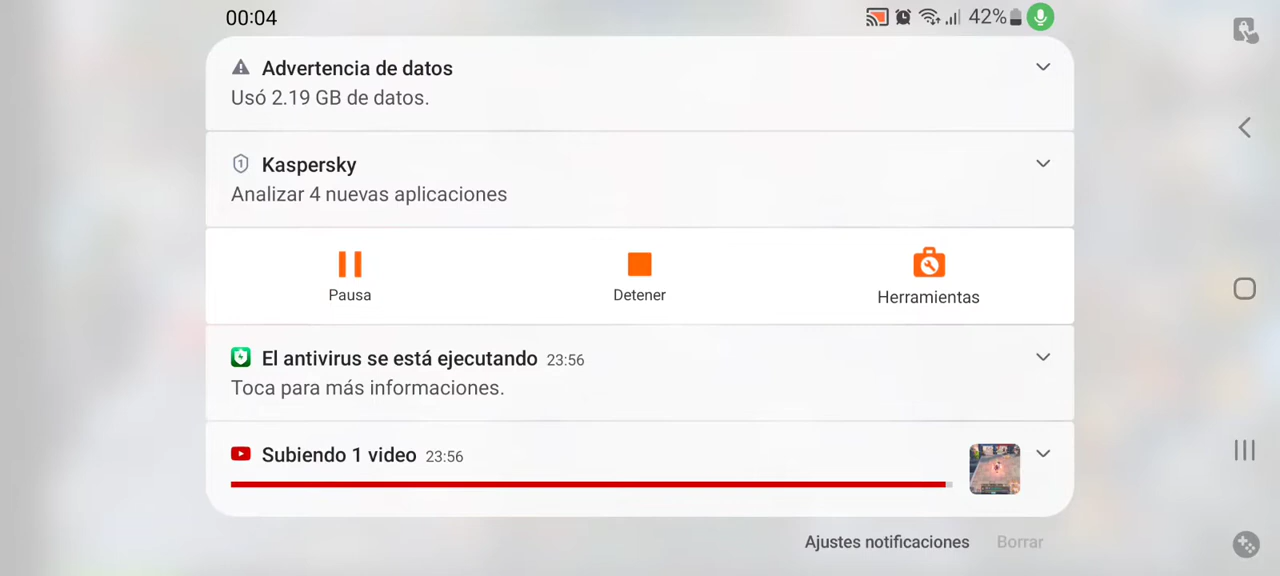 00:04
42%
Advertencia de datos
Usó 2.19 GB de datos.
Kaspersky
Analizar 4 nuevas aplicaciones
Pausa
Detener
Herramientas
El antivirus se está ejecutando 23:56
Toca para más informaciones.
Subiendo 1 video 23:56
Ajustes notificaciones
Borrar